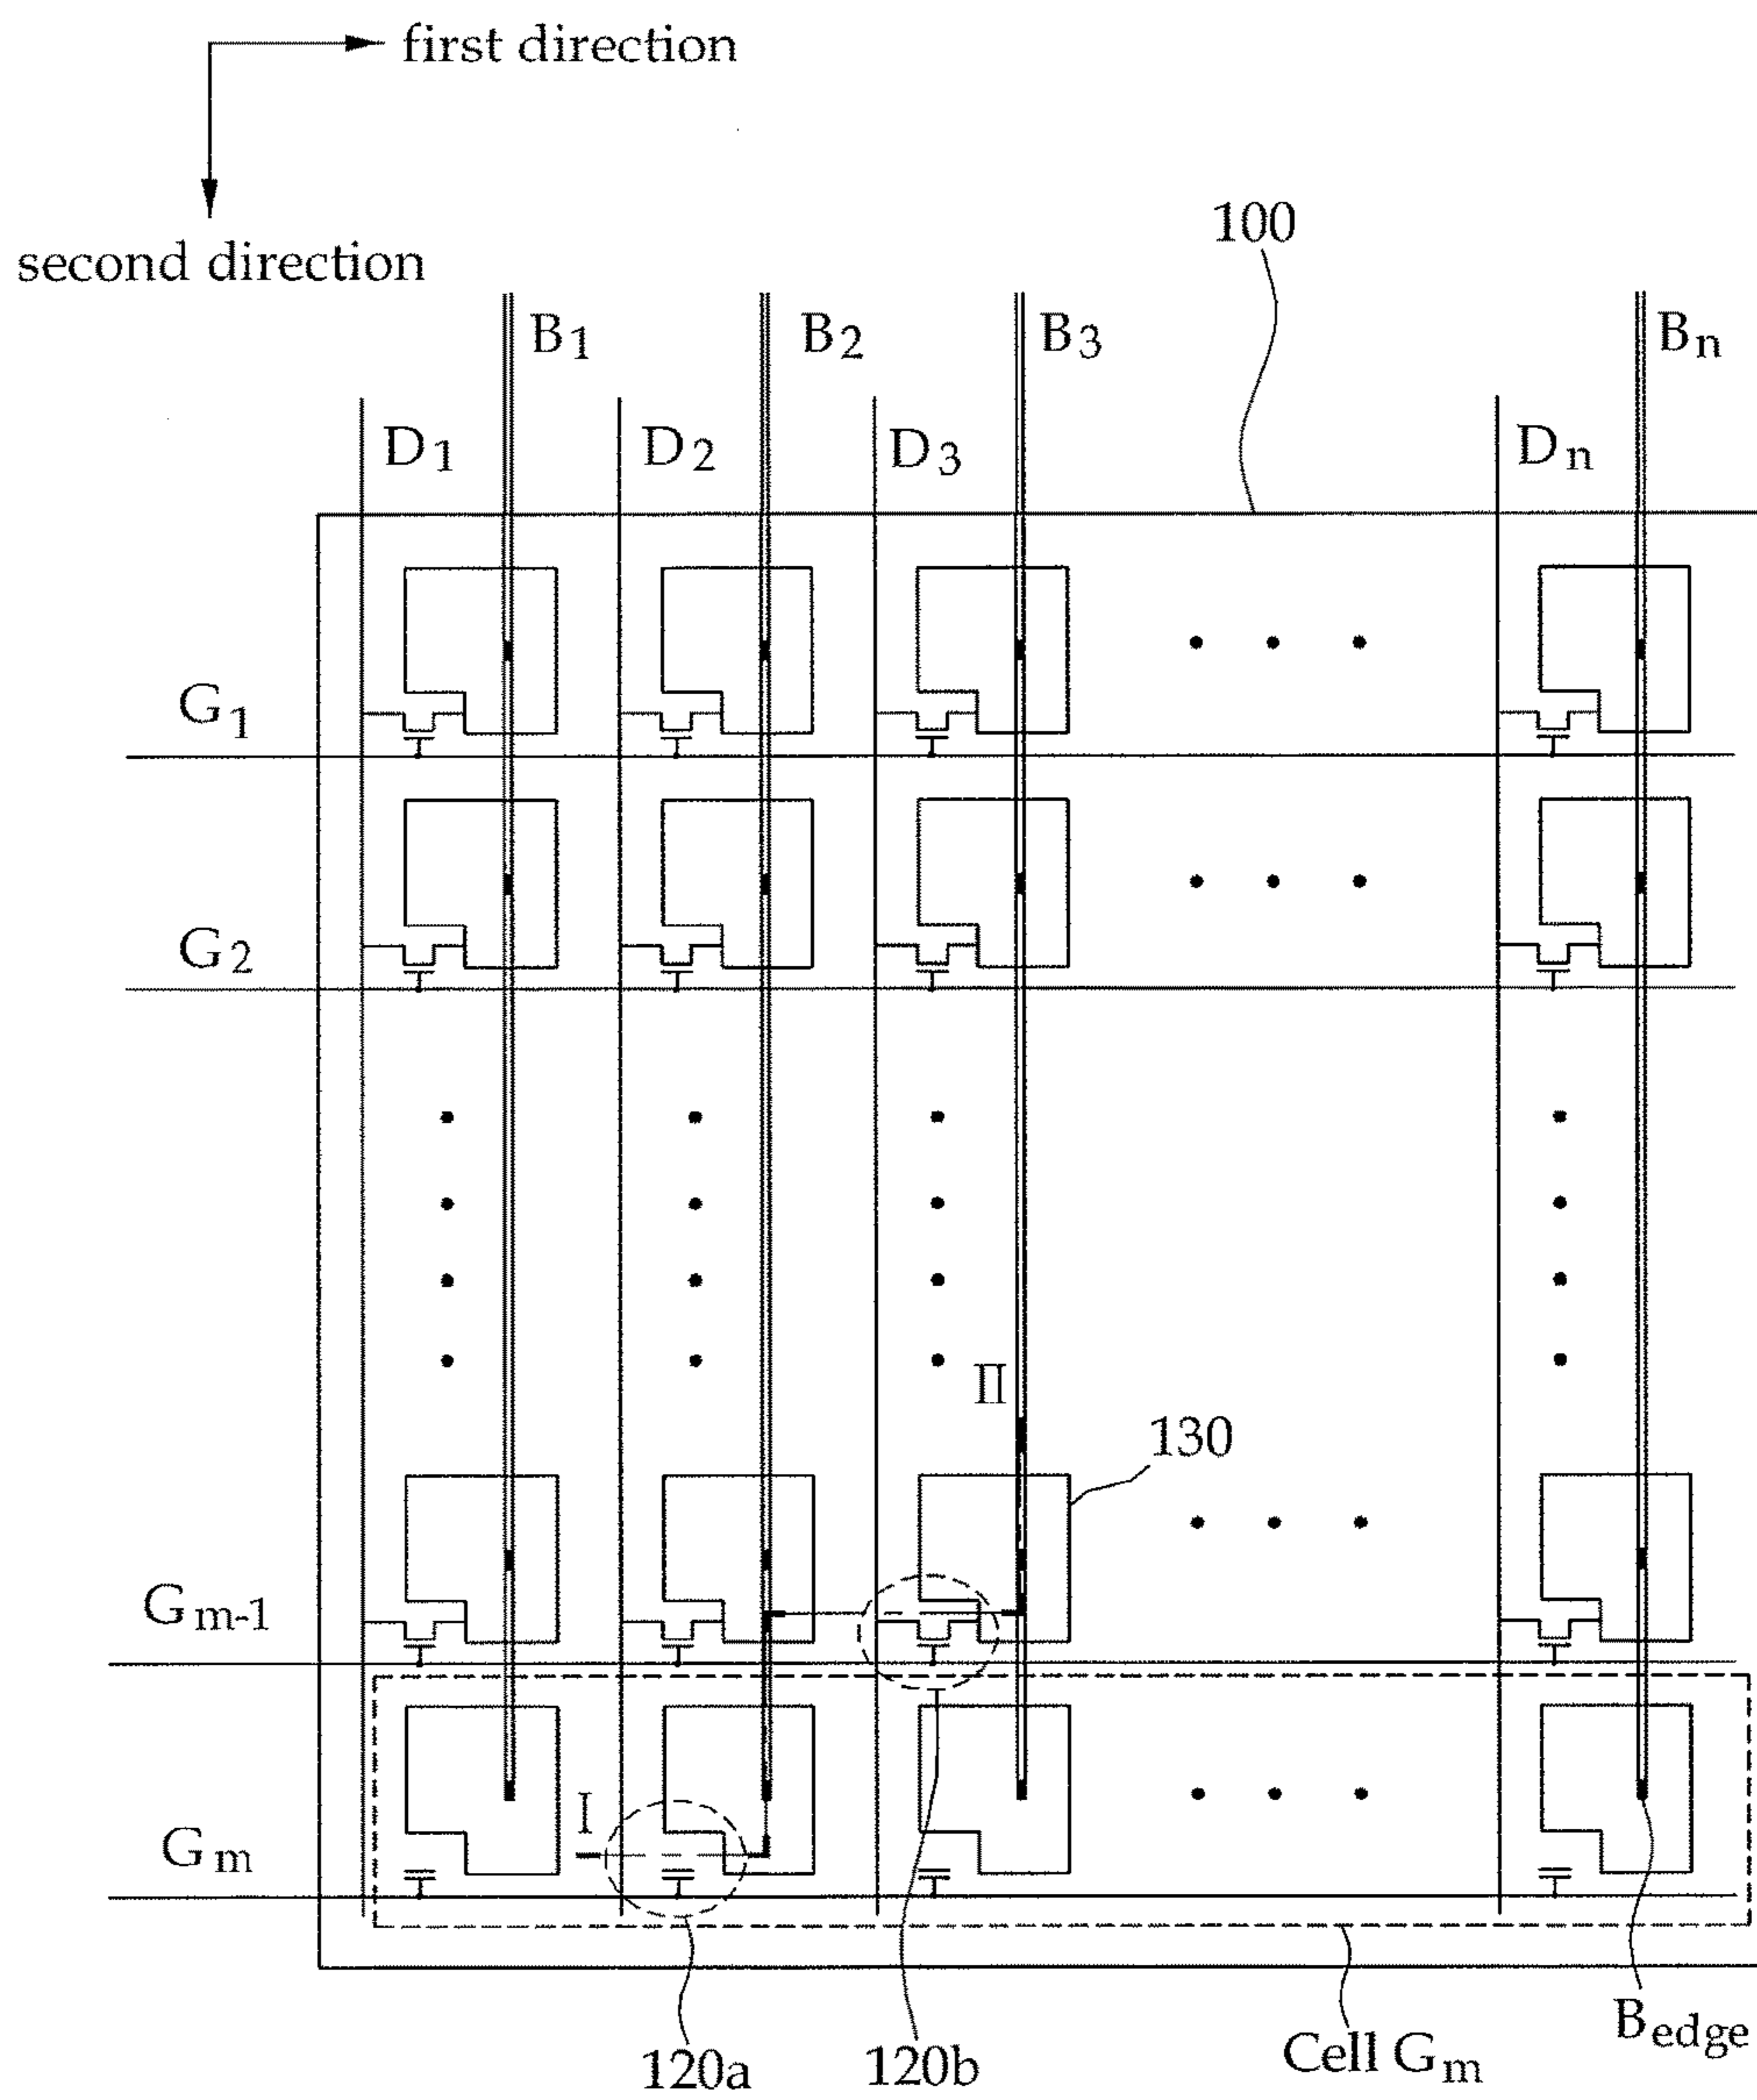 first direction
second direction
100
B1 B2 B3 Bn
D1 D2 D3 Dn
G1
G2
II
130
Gm-1
I
Gm
120a 120b Cell Gm Bedge